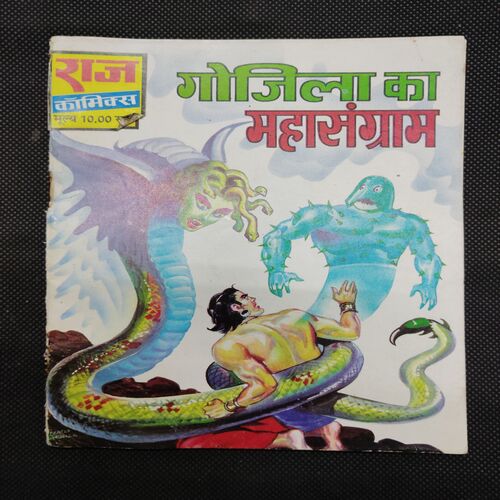 राज
कॉमिक्स
मूल्य 10.00
गोजिला का
महासंग्राम